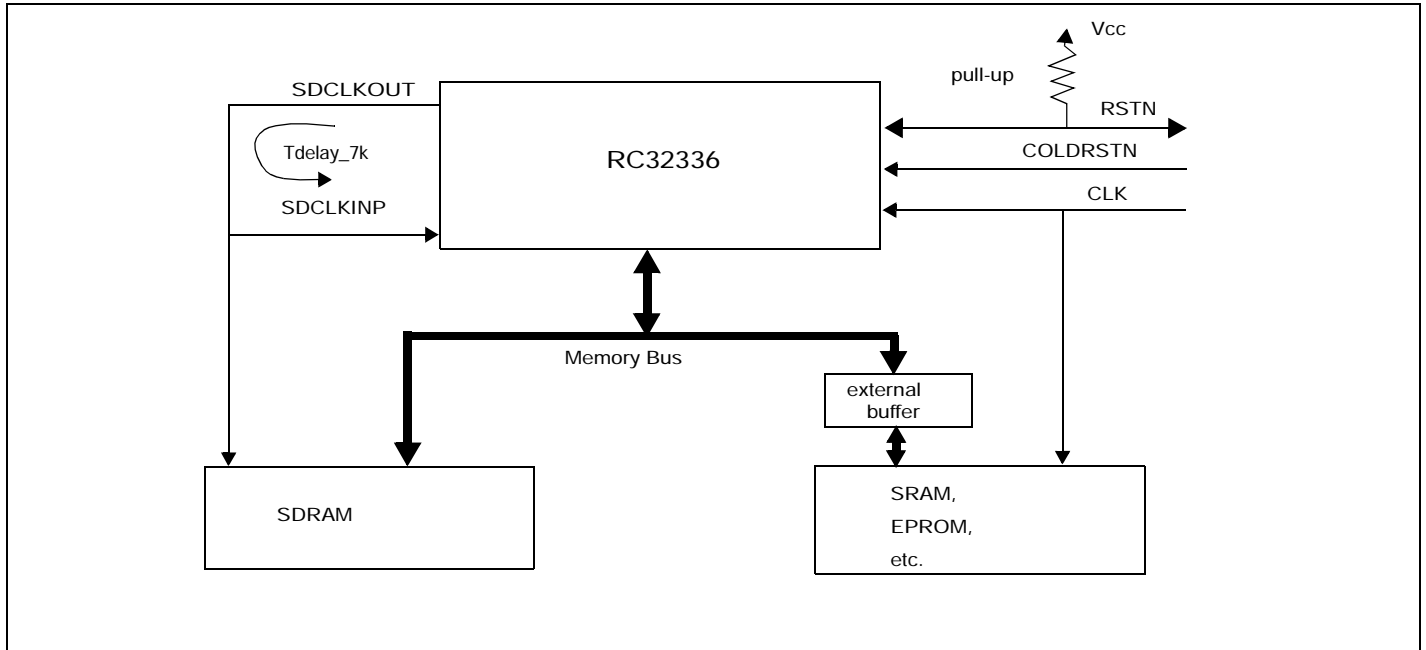 Vcc
pull-up
SDCLKOUT
RSTN
Tdelay_7k
RC32336
COLDRSTN
CLK
SDCLKINP
Memory Bus
external
buffer
SDRAM
SRAM,
EPROM,
etc.